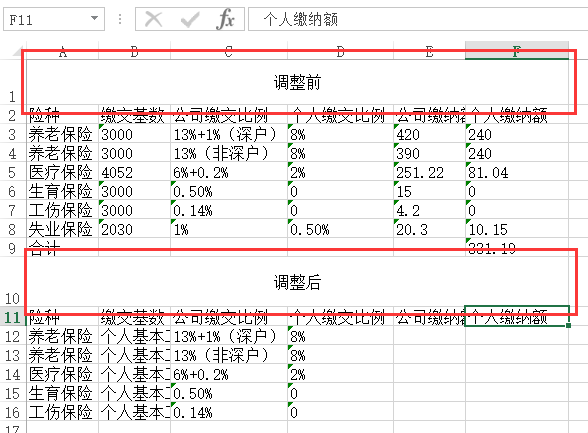 F11 fx 个人缴纳额
A B C D E F
1 调整前
2 险种 缴交基数 公司缴交比例 个人缴交比例 公司缴纳 个人缴纳额
3 养老保险 3000 13%+1%（深户） 8% 420 240
4 养老保险 3000 13%（非深户） 8% 390 240
5 医疗保险 4052 6%+0.2% 2% 251.22 81.04
6 生育保险 3000 0.50% 0 15 0
7 工伤保险 3000 0.14% 0 4.2 0
8 失业保险 2030 1% 0.50% 20.3 10.15
9 合计 331.19
10 调整后
11 险种 缴交基数 公司缴交比例 个人缴交比例 公司缴纳 个人缴纳额
12 养老保险 个人基本 13%+1%（深户） 8%
13 养老保险 个人基本 13%（非深户） 8%
14 医疗保险 个人基本 6%+0.2% 2%
15 生育保险 个人基本 0.50% 0
16 工伤保险 个人基本 0.14% 0
17